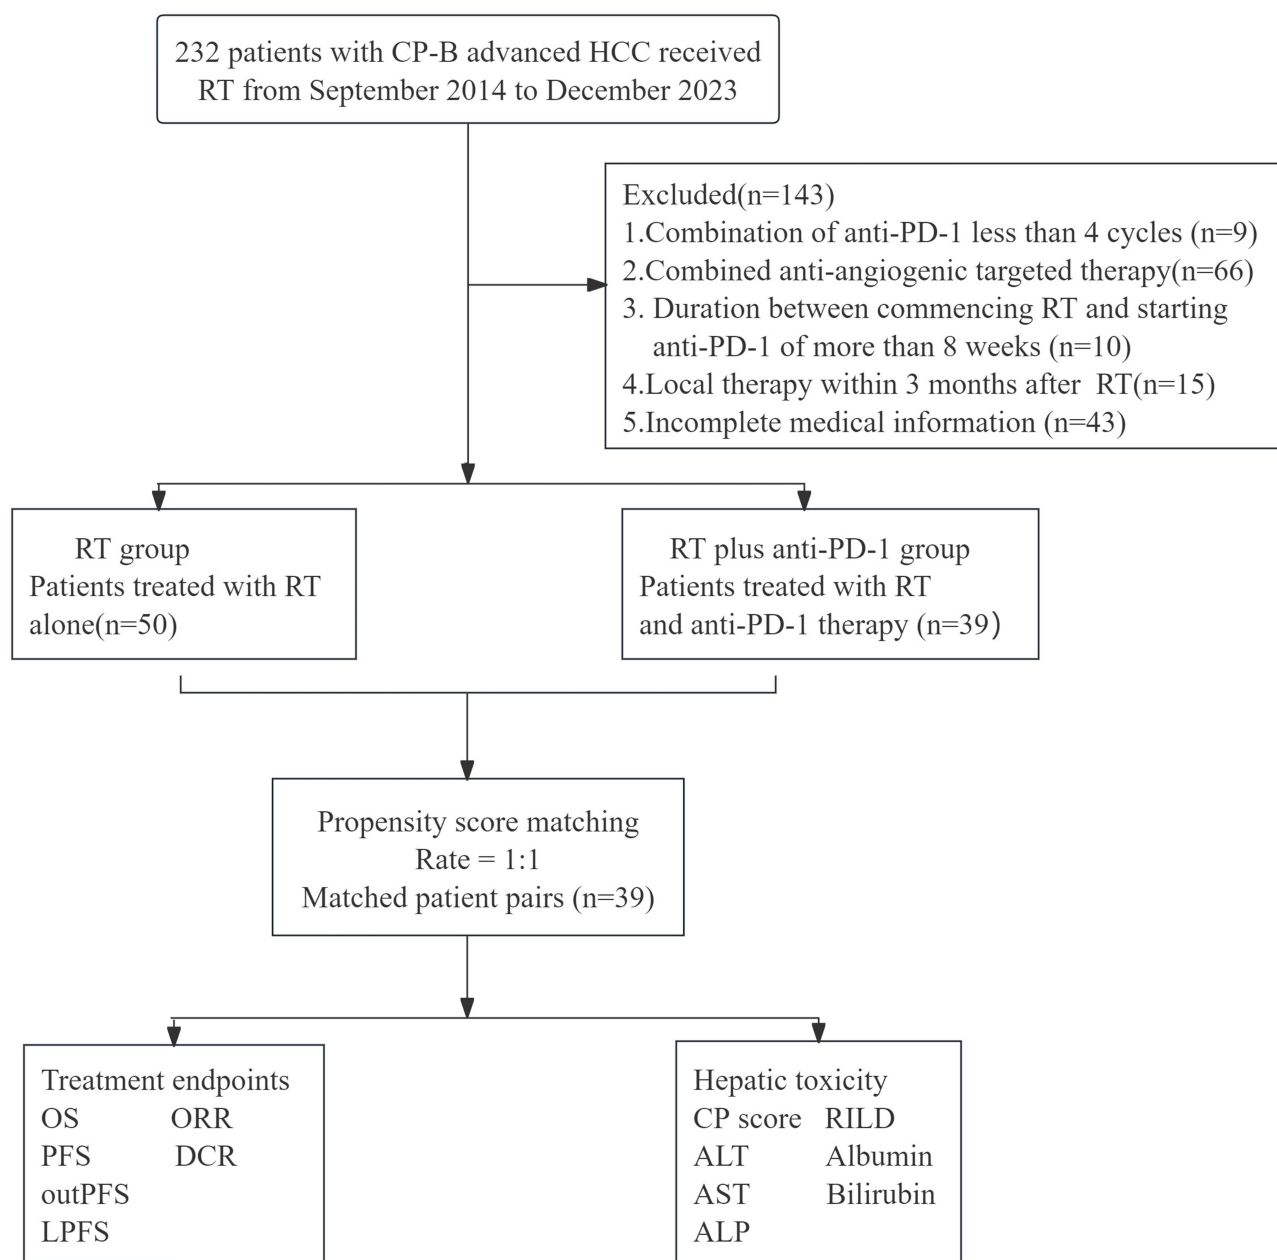 232 patients with CP-B advanced HCC received
RT from September 2014 to December 2023
Excluded(n=143)
1.Combination of anti-PD-1 less than 4 cycles (n=9)
2.Combined anti-angiogenic targeted therapy(n=66)
3. Duration between commencing RT and starting
anti-PD-1 of more than 8 weeks (n=10)
4.Local therapy within 3 months after  RT(n=15)
5.Incomplete medical information (n=43)
RT group
Patients treated with RT
alone(n=50)
RT plus anti-PD-1 group
Patients treated with RT
and anti-PD-1 therapy (n=39)
Propensity score matching
Rate = 1:1
Matched patient pairs (n=39)
Treatment endpoints
OS ORR
PFS DCR
outPFS
LPFS
Hepatic toxicity
CP score RILD
ALT Albumin
AST Bilirubin
ALP